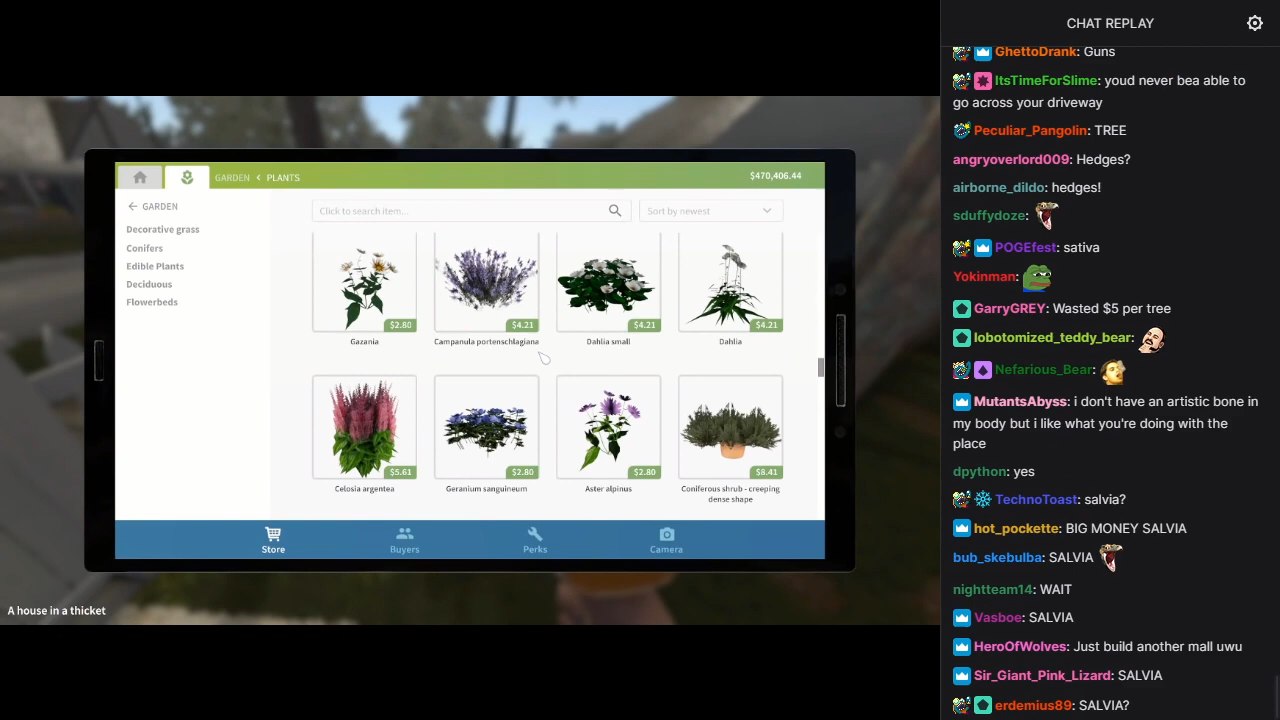 GARDEN < PLANTS
$470,406.44
GARDEN
Decorative grass
Conifers
Edible Plants
Deciduous
Flowerbeds
Click to search item...
Sort by newest
$2.80
$4.21
$4.21
$4.21
Gazania
Campanula portenschlagiana
Dahlia small
Dahlia
$5.61
$2.80
$2.80
$8.41
Celosia argentea
Geranium sanguineum
Aster alpinus
Coniferous shrub - creeping
dense shape
Store
Buyers
Perks
Camera
A house in a thicket
CHAT REPLAY
GhettoDrank: Guns
ItsTimeForSlime: youd never bea able to
go across your driveway
Peculiar_Pangolin: TREE
angryoverlord009: Hedges?
airborne_dildo: hedges!
sduffydoze:
POGEfest: sativa
Yokinman:
GarryGREY: Wasted $5 per tree
lobotomized_teddy_bear:
Nefarious_Bear:
MutantsAbyss: i don't have an artistic bone in
my body but i like what you're doing with the
place
dpython: yes
TechnoToast: salvia?
hot_pockette: BIG MONEY SALVIA
bub_skebulba: SALVIA
nightteam14: WAIT
Vasboe: SALVIA
HeroOfWolves: Just build another mall uwu
Sir_Giant_Pink_Lizard: SALVIA
erdemius89: SALVIA?